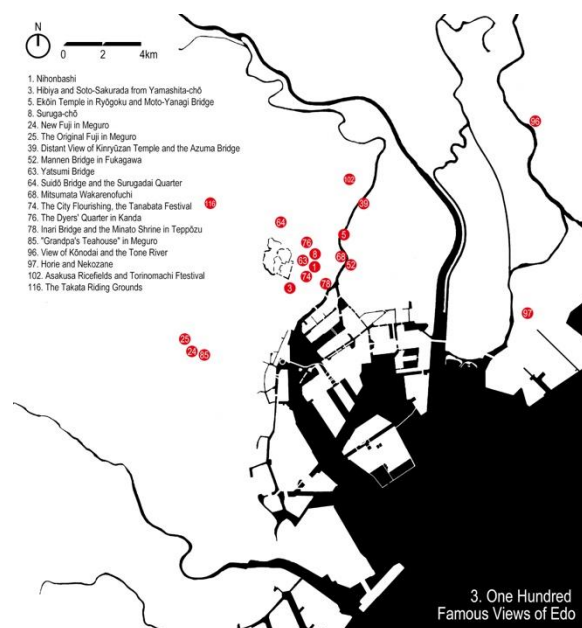 N
0 2 4km
1. Nihonbashi
3. Hibiya and Soto-Sakurada from Yamashita-chō
5. Ekōin Temple in Ryōgoku and Moto-Yanagi Bridge
8. Suruga-chō
24. New Fuji in Meguro
25. The Original Fuji in Meguro
39. Distant View of Kinryūzan Temple and the Azuma Bridge
52. Mannen Bridge in Fukagawa
63. Yatsumi Bridge
64. Suidō Bridge and the Surugadai Quarter
68. Mitsumata Wakarenofuchi
74. The City Flourishing, the Tanabata Festival
76. The Dyers' Quarter in Kanda
78. Inari Bridge and the Minato Shrine in Teppōzu
85. "Grandpa's Teahouse" in Meguro
96. View of Kōnodai and the Tone River
97. Horie and Nekozane
102. Asakusa Ricefields and Torinomachi Ftestival
116. The Takata Riding Grounds
96
102
116
39
64
5
76
8
63
68
1
52
74
3
78
97
25
24
85
3. One Hundred
Famous Views of Edo